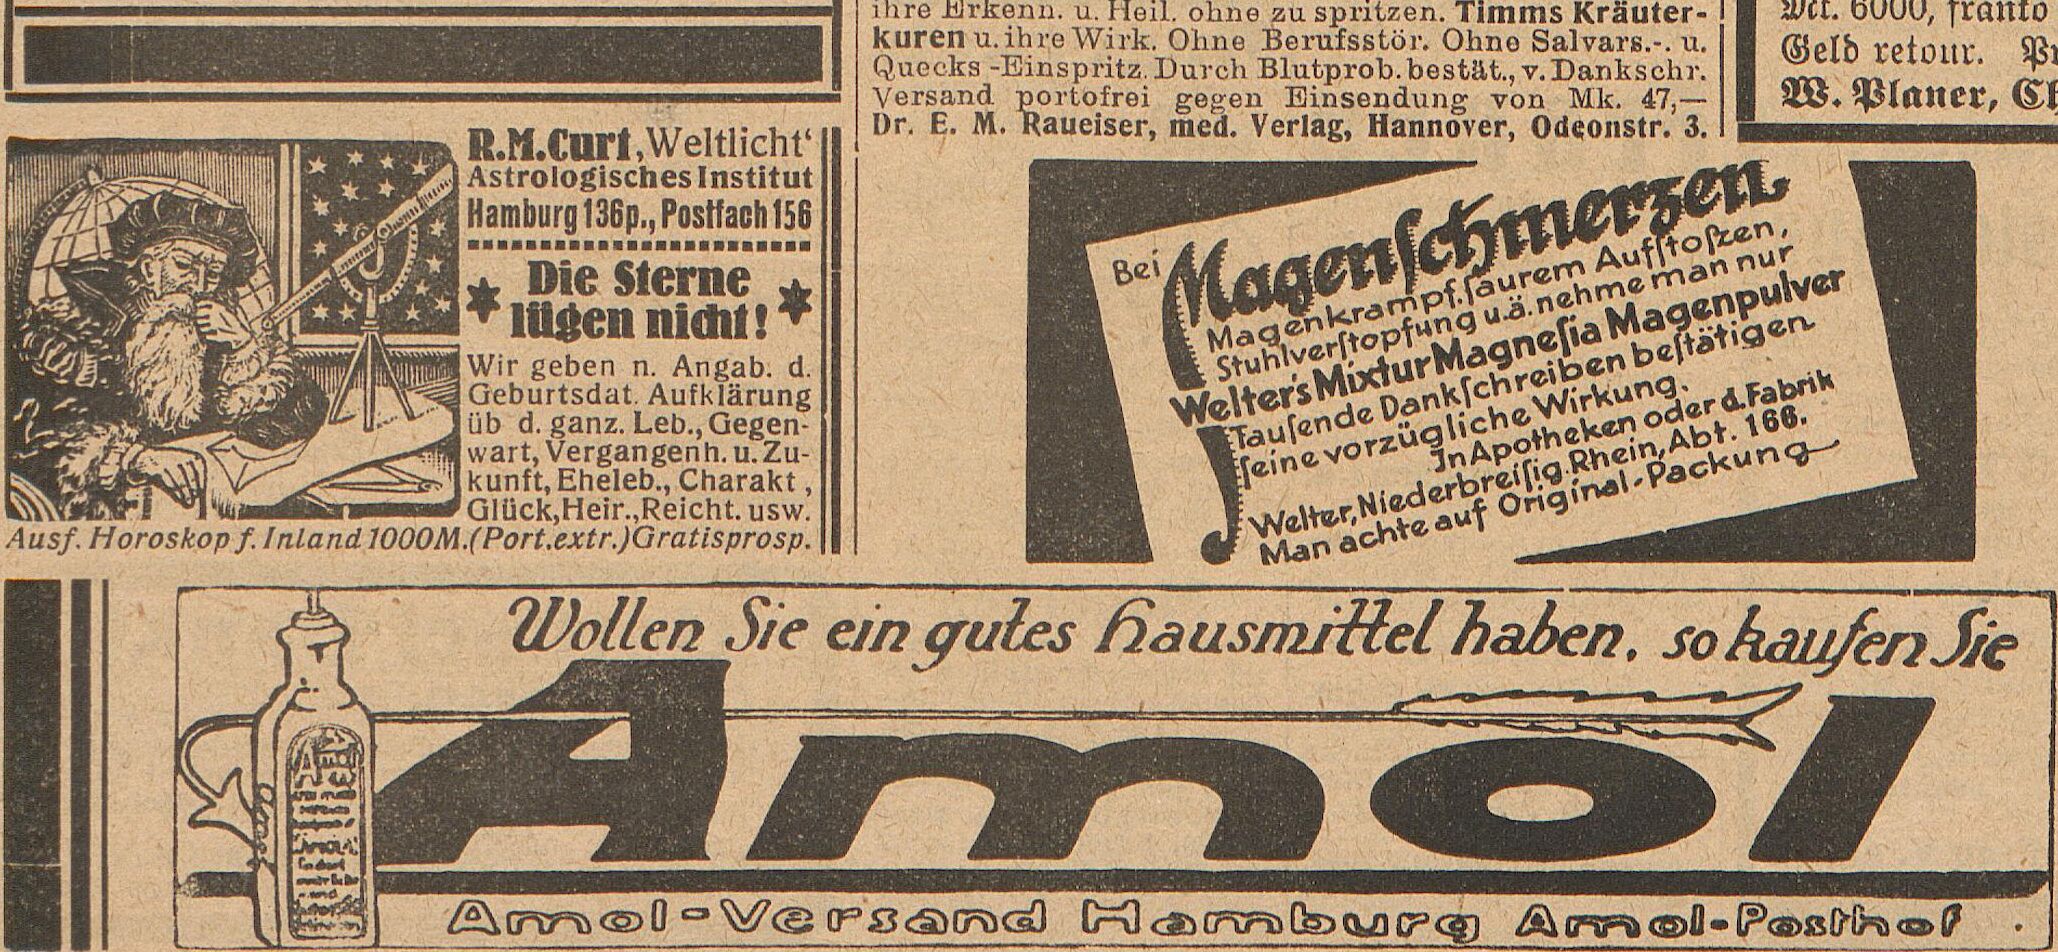 ihre Erkenn. u. Heil. ohne zu spritzen. Timms Kräuter-
kuren u. ihre Wirk. Ohne Berufsstör. Ohne Salvars.-. u.
Quecks -Einspritz. Durch Blutprob. bestät., v. Dankschr.
Versand portofrei gegen Einsendung von Mk. 47,—
Dr. E. M. Raueiser, med. Verlag, Hannover, Odeonstr. 3.
6000, franko
Geld retour.
W. Planer,
R.M.Curt ‚Weltlicht‘
Astrologisches Institut
Hamburg 136p., Postfach 156
Die Sterne
lügen nicht!
Wir geben n. Angab. d.
Geburtsdat. Aufklärung
üb d. ganz. Leb., Gegen-
wart, Vergangenh. u. Zu-
kunft, Eheleb., Charakt ,
Glück, Heir., Reicht. usw.
Ausf. Horoskop f. Inland 1000M. (Port.extr.) Gratisprosp.
Bei Magenſchmerzen,
Magenkrampf, ſaurem Aufſtoßen,
Stuhlverſtopfung u.ä. nehme man nur
Welter's Mixtur Magneſia Magenpulver
Tauſende Dankſchreiben beſtätigen
ſeine vorzügliche Wirkung.
In Apotheken oder d. Fabrik
Welter, Niederbreiſig. Rhein, Abt. 166.
Man achte auf Original-Packung
Wollen Sie ein gutes Hausmittel haben, so kaufen Sie
Amol
Amol
Amol
Amol-Versand Hamburg Amol-Posthof